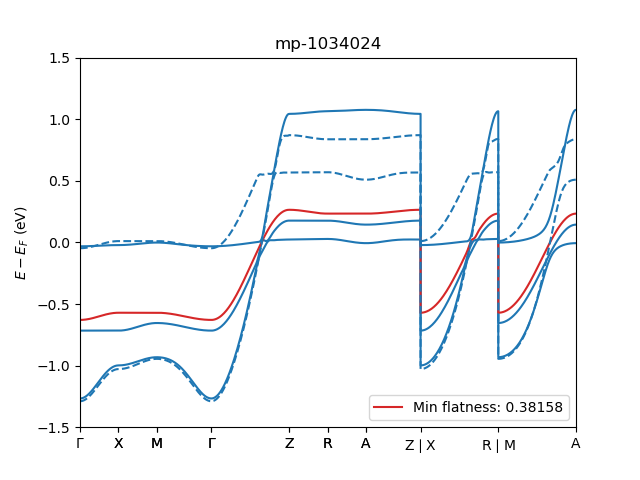 mp-1034024
1.5
1.0
0.5
0.0
−0.5
−1.0
−1.5
E − E_F (eV)
Γ X M Γ Z R A Z | X R | M A
Min flatness: 0.38158